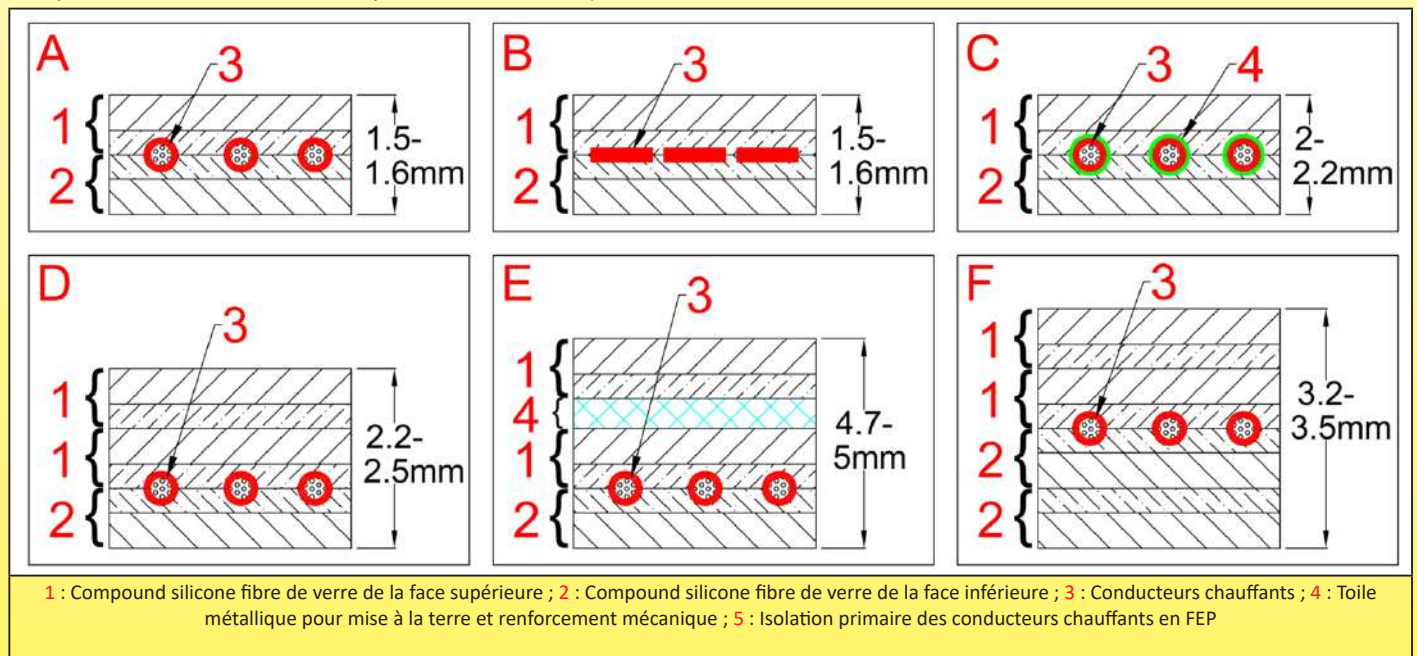 A
3
1
2
1.5-
1.6mm
B
3
1
2
1.5-
1.6mm
C
3
4
1
2
2-
2.2mm
D
3
1
1
2
2.2-
2.5mm
E
3
1
4
1
2
4.7-
5mm
F
3
1
1
2
2
3.2-
3.5mm
1 : Compound silicone fibre de verre de la face supérieure ; 2 : Compound silicone fibre de verre de la face inférieure ; 3 : Conducteurs chauffants ; 4 : Toile
métallique pour mise à la terre et renforcement mécanique ; 5 : Isolation primaire des conducteurs chauffants en FEP